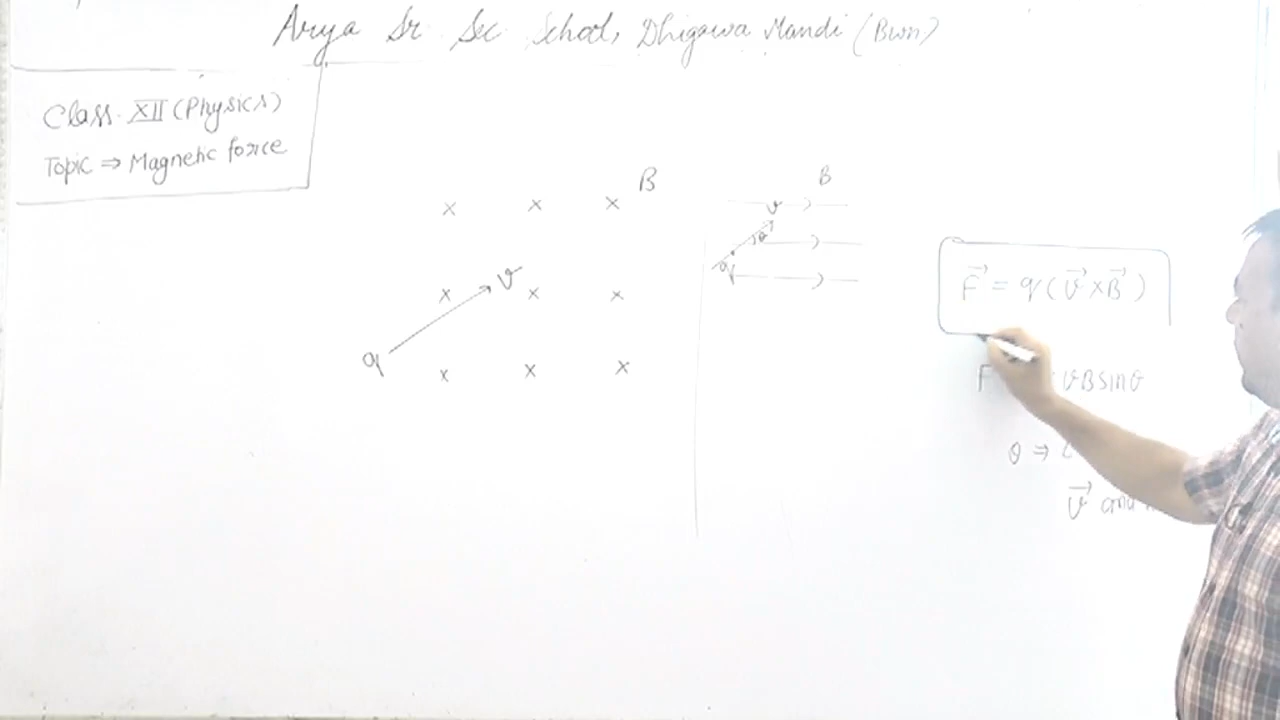 Arya Sr Sec School, Dhigawa Mandi (Bwn)
Class. XII (Physics)
Topic ⇒ Magnetic force
B
× × ×
v
× × ×
q
× × ×
B
v
θ
q
F⃗ = q(v⃗ × B⃗)
F vBsinθ
θ ⇒
v⃗ and